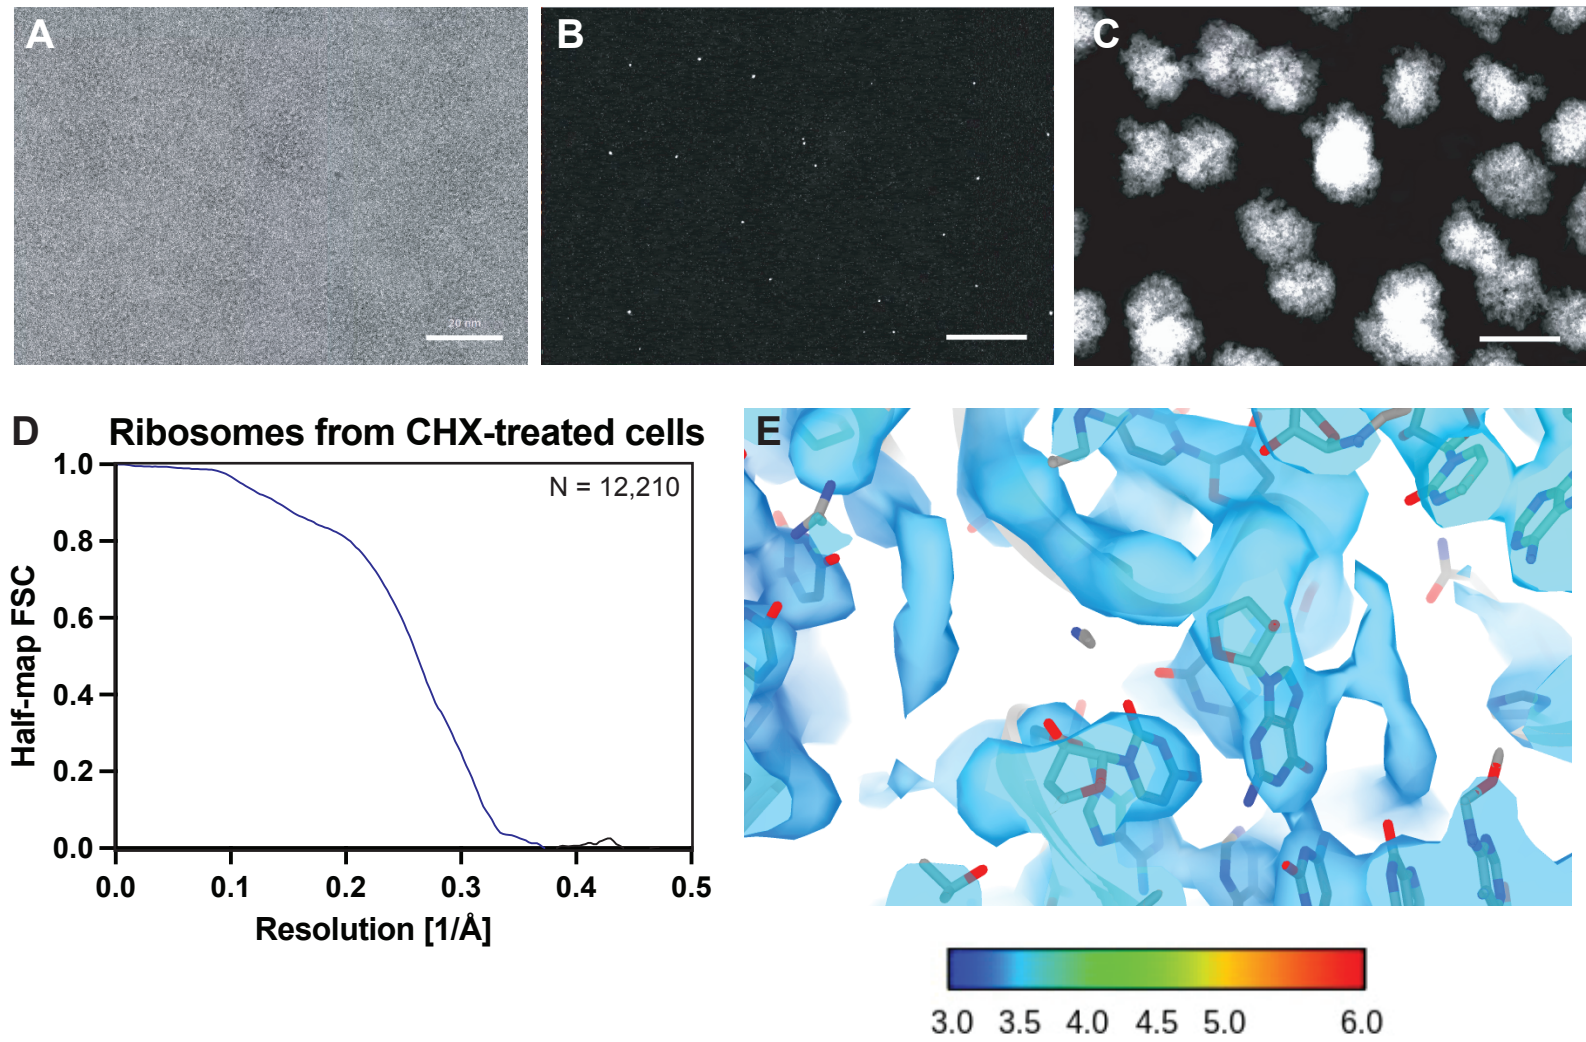 A
B
C
20 nm
D
Ribosomes from CHX-treated cells
E
N = 12,210
1.0
0.8
0.6
0.4
0.2
0.0
Half-map FSC
0.0 0.1 0.2 0.3 0.4 0.5
Resolution [1/Å]
3.0 3.5 4.0 4.5 5.0 6.0